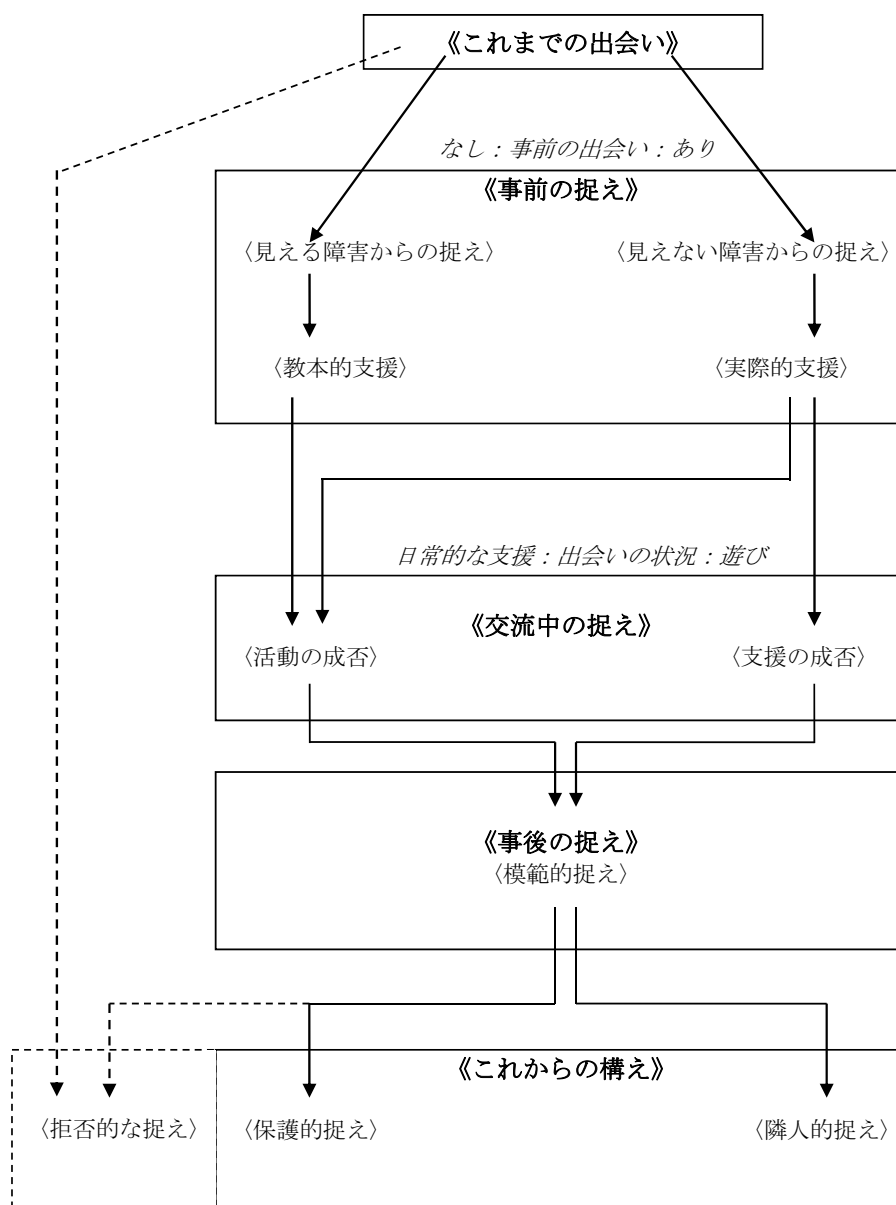 《これまでの出会い》
なし：事前の出会い：あり
《事前の捉え》
〈見える障害からの捉え〉
〈見えない障害からの捉え〉
〈教本的支援〉
〈実際的支援〉
日常的な支援：出会いの状況：遊び
《交流中の捉え》
〈活動の成否〉
〈支援の成否〉
《事後の捉え》
〈模範的捉え〉
《これからの構え》
〈拒否的な捉え〉
〈保護的捉え〉
〈隣人的捉え〉